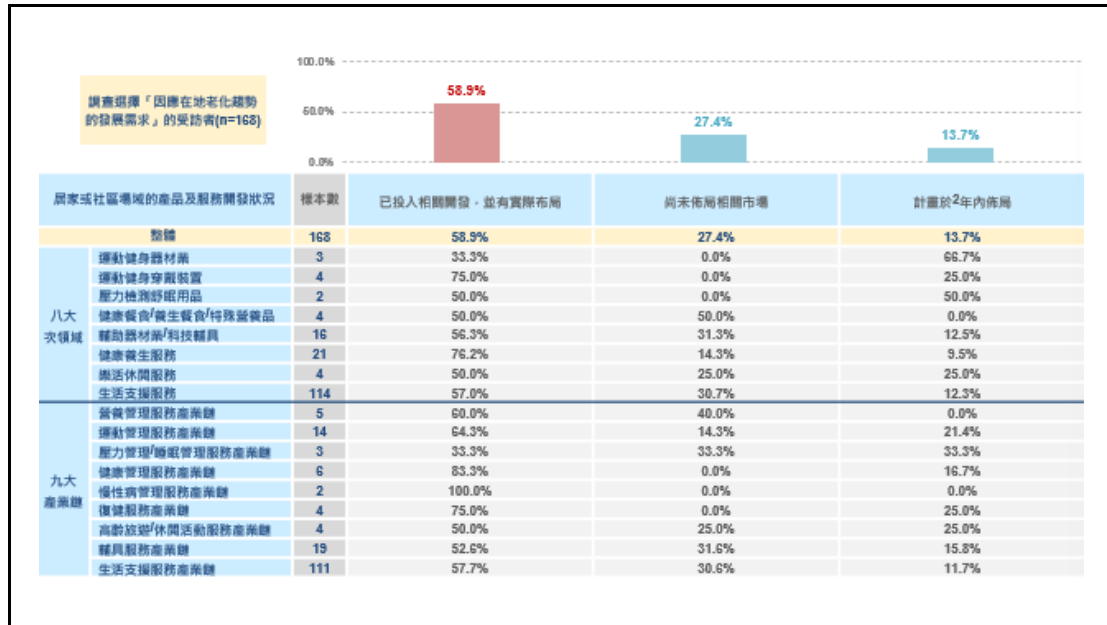 100.0%
58.9%
調查選擇「因應在地老化趨勢
的發展需求」的受訪者(n=168)
50.0%
27.4%
13.7%
0.0%
居家或社區場域的產品及服務開發狀況 樣本數 已投入相關開發，並有實際布局 尚未佈局相關市場 計畫於2年內佈局
整體 168 58.9% 27.4% 13.7%
八大
次領域
運動健身器材業 3 33.3% 0.0% 66.7%
運動健身穿戴裝置 4 75.0% 0.0% 25.0%
壓力檢測舒眠用品 2 50.0% 0.0% 50.0%
健康餐食/養生餐食/特殊營養品 4 50.0% 50.0% 0.0%
輔助器材業/科技輔具 16 56.3% 31.3% 12.5%
健康養生服務 21 76.2% 14.3% 9.5%
樂活休閒服務 4 50.0% 25.0% 25.0%
生活支援服務 114 57.0% 30.7% 12.3%
九大
產業鏈
營養管理服務產業鏈 5 60.0% 40.0% 0.0%
運動管理服務產業鏈 14 64.3% 14.3% 21.4%
壓力管理/睡眠管理服務產業鏈 3 33.3% 33.3% 33.3%
健康管理服務產業鏈 6 83.3% 0.0% 16.7%
慢性病管理服務產業鏈 2 100.0% 0.0% 0.0%
復健服務產業鏈 4 75.0% 0.0% 25.0%
高齡旅遊/休閒活動服務產業鏈 4 50.0% 25.0% 25.0%
輔具服務產業鏈 19 52.6% 31.6% 15.8%
生活支援服務產業鏈 111 57.7% 30.6% 11.7%